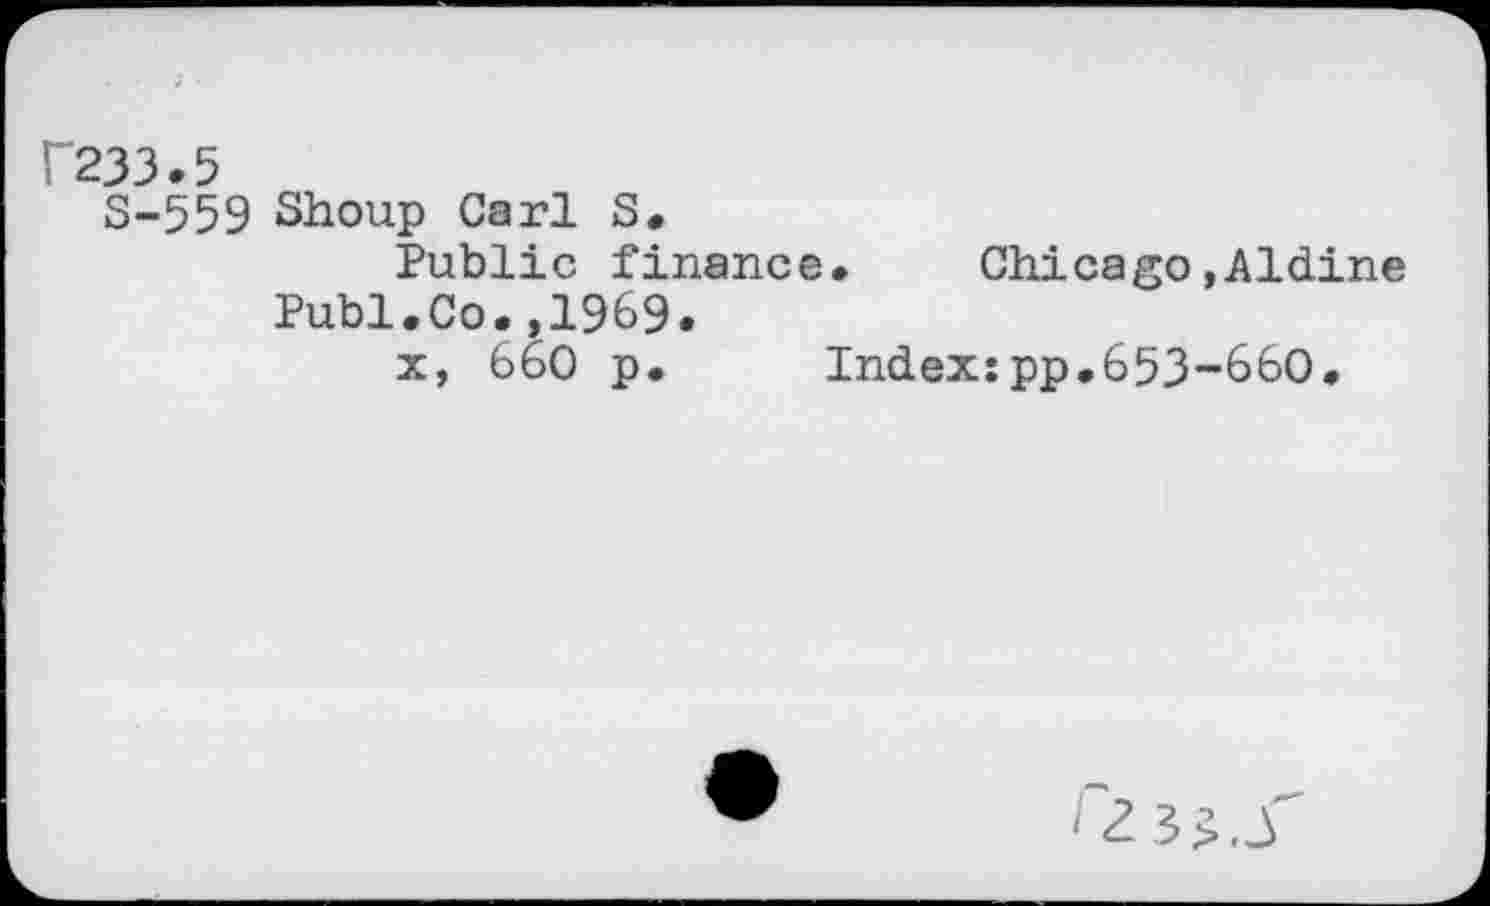 Г233.5
S-559 Shoup Carl S.
Public finance. Chicago,Aldine
Publ.Co.,1969.
x, 660 p. Index:pp.653-660.
Г233.5